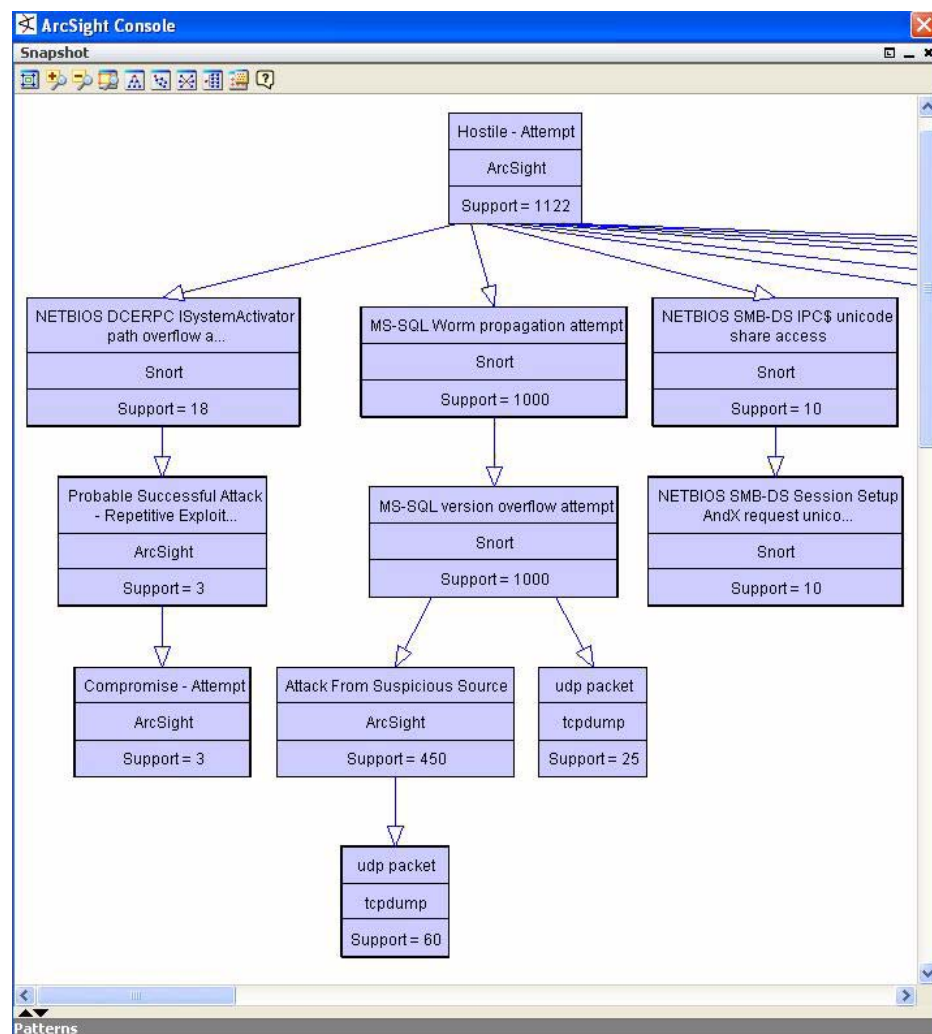 ArcSight Console
Snapshot
Hostile - Attempt
ArcSight
Support = 1122
NETBIOS DCERPC ISystemActivator
path overflow a...
Snort
Support = 18
MS-SQL Worm propagation attempt
Snort
Support = 1000
NETBIOS SMB-DS IPC$ unicode
share access
Snort
Support = 10
Probable Successful Attack
- Repetitive Exploit...
ArcSight
Support = 3
MS-SQL version overflow attempt
Snort
Support = 1000
NETBIOS SMB-DS Session Setup
AndX request unico...
Snort
Support = 10
Compromise - Attempt
ArcSight
Support = 3
Attack From Suspicious Source
ArcSight
Support = 450
udp packet
tcpdump
Support = 25
udp packet
tcpdump
Support = 60
Patterns